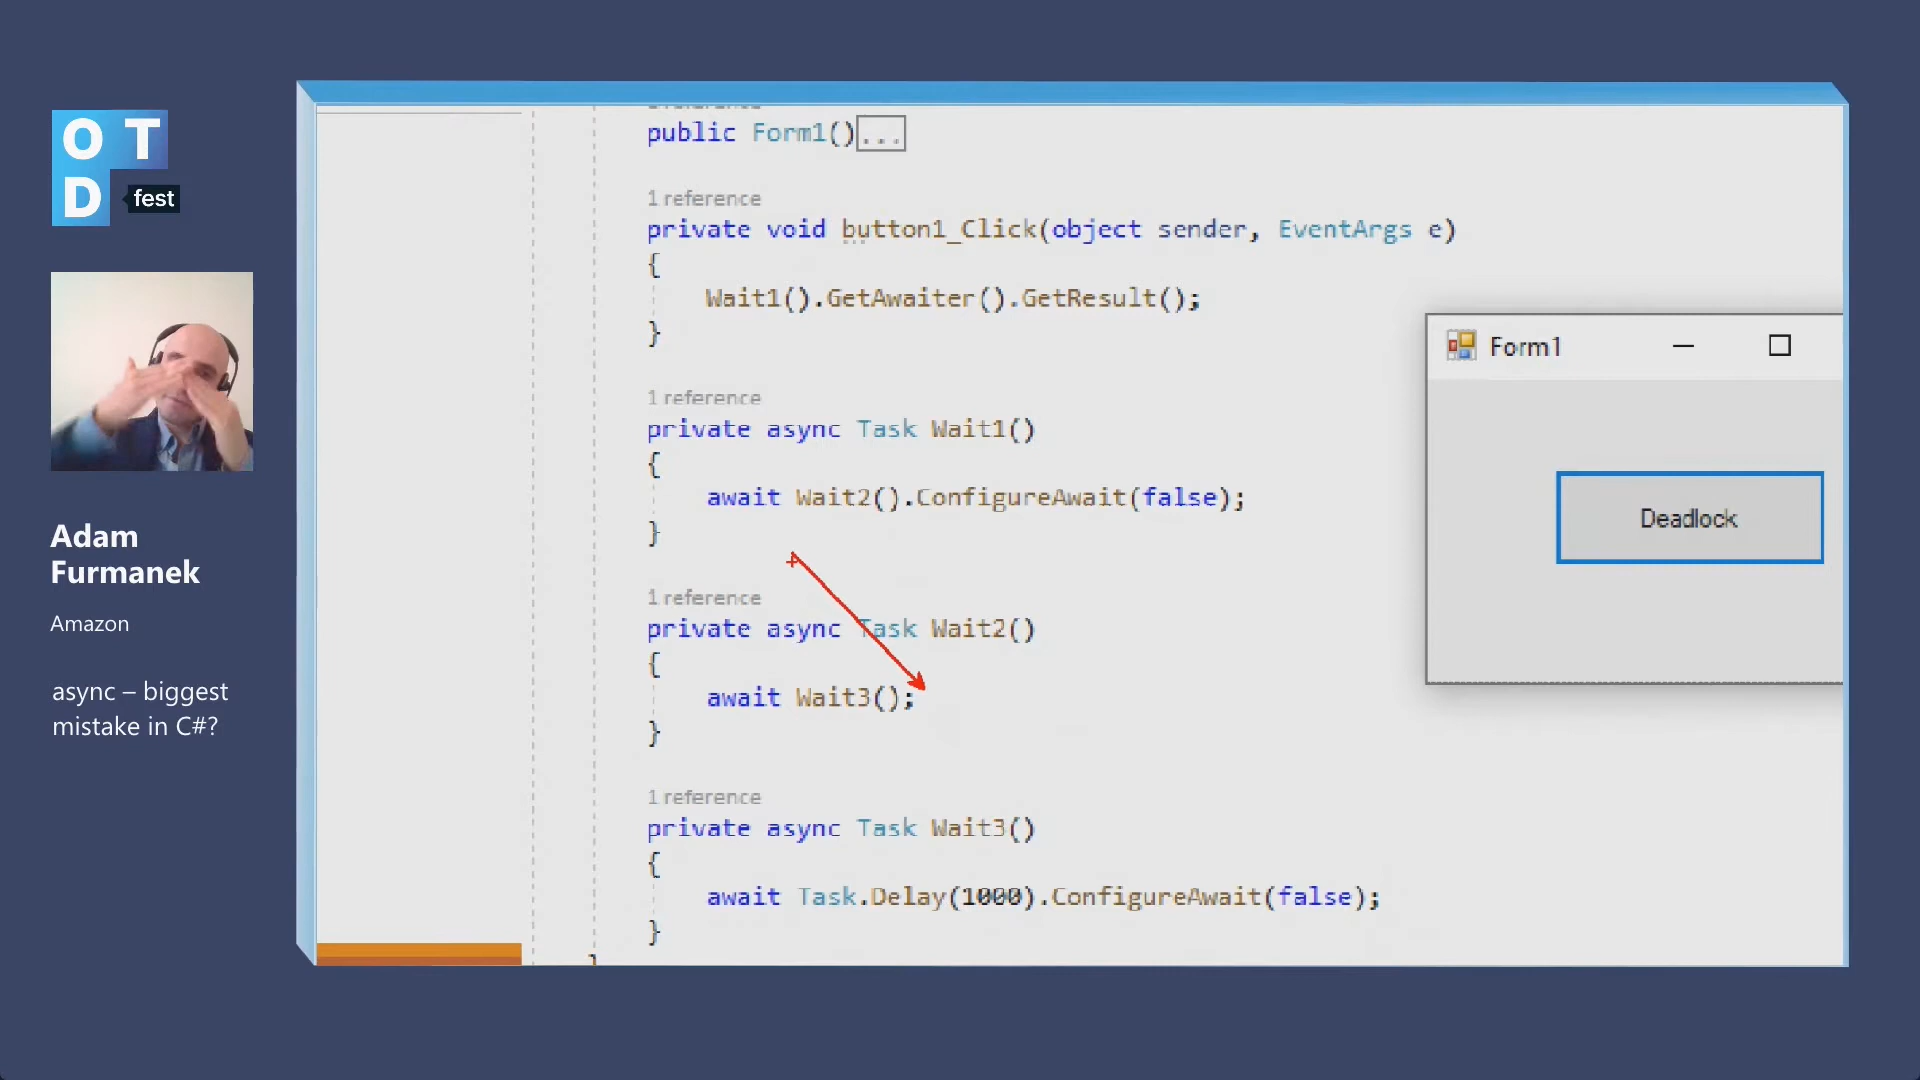 O T
D fest
Adam
Furmanek
Amazon
async – biggest
mistake in C#?
public Form1()...
1 reference
private void button1_Click(object sender, EventArgs e)
{
Wait1().GetAwaiter().GetResult();
}
1 reference
private async Task Wait1()
{
await Wait2().ConfigureAwait(false);
}
1 reference
private async Task Wait2()
{
await Wait3();
}
1 reference
private async Task Wait3()
{
await Task.Delay(1000).ConfigureAwait(false);
}
Form1
Deadlock